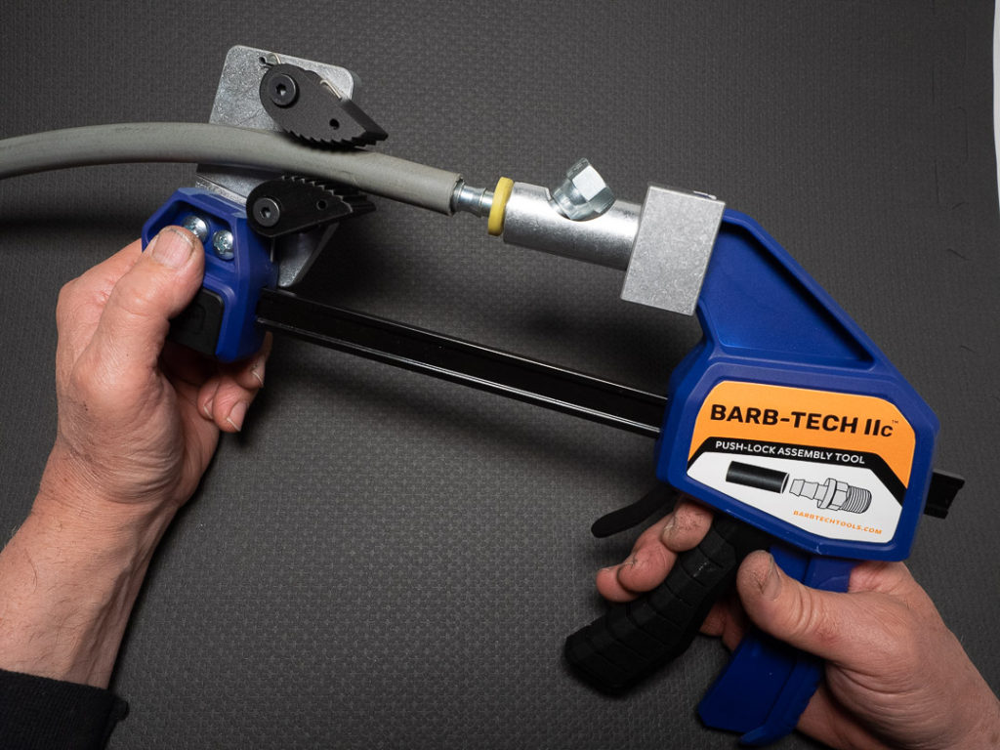 BARB-TECH IIc™
PUSH-LOCK ASSEMBLY TOOL
BARBTECHTOOLS.COM